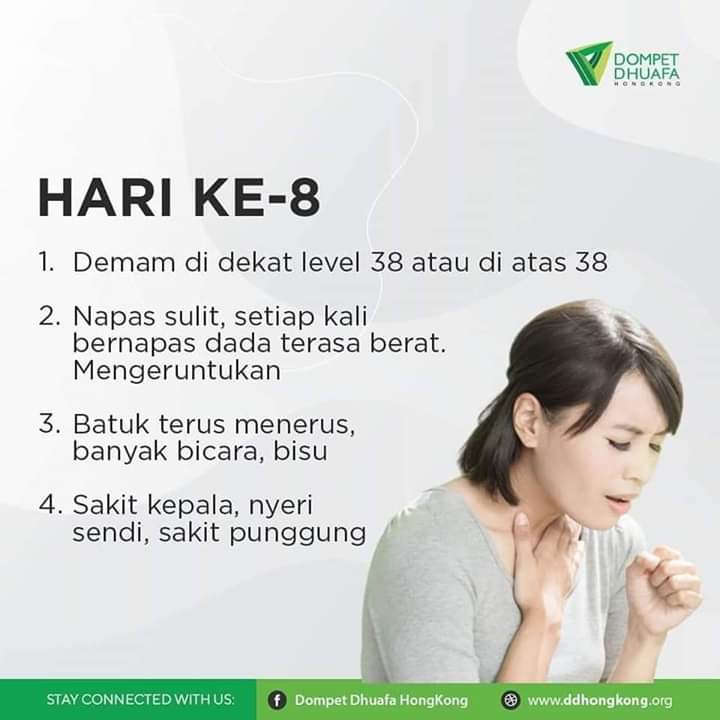 DOMPET
DHUAFA
HONGKONG
HARI KE-8
1. Demam di dekat level 38 atau di atas 38
2. Napas sulit, setiap kali
bernapas dada terasa berat.
Mengeruntukan
3. Batuk terus menerus,
banyak bicara, bisu
4. Sakit kepala, nyeri
sendi, sakit punggung
STAY CONNECTED WITH US: Dompet Dhuafa HongKong www.ddhongkong.org